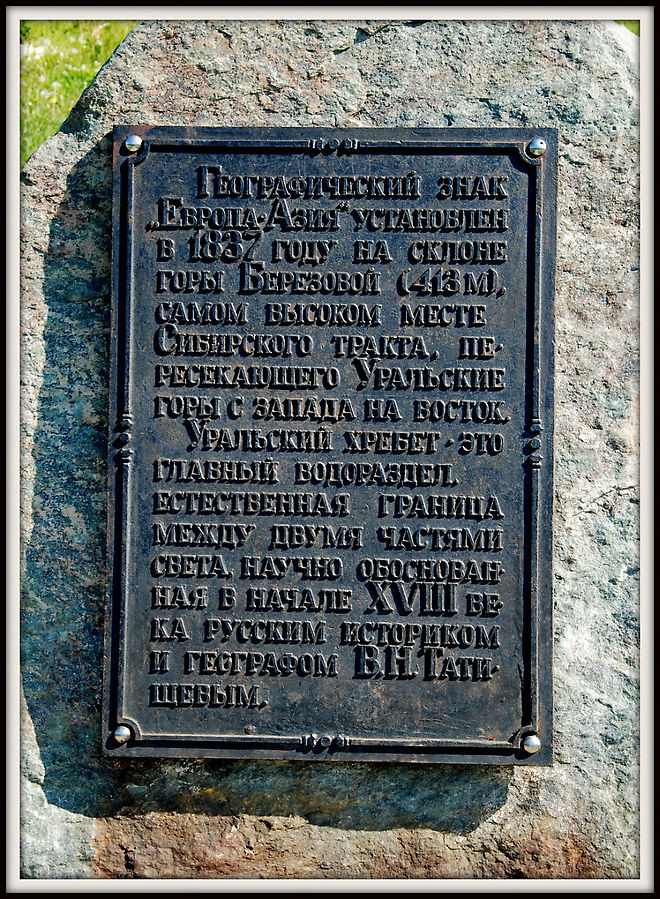 Географический знак
„Европа-Азия“ установлен
в 1837 году на склоне
горы Березовой (413 м),
самом высоком месте
Сибирского тракта, пе-
ресекающего Уральские
горы с запада на восток.
Уральский хребет - это
главный водораздел,
естественная граница
между двумя частями
света, научно обоснован-
ная в начале XVIII ве-
ка русским историком
и географом В.Н. Тати-
щевым.